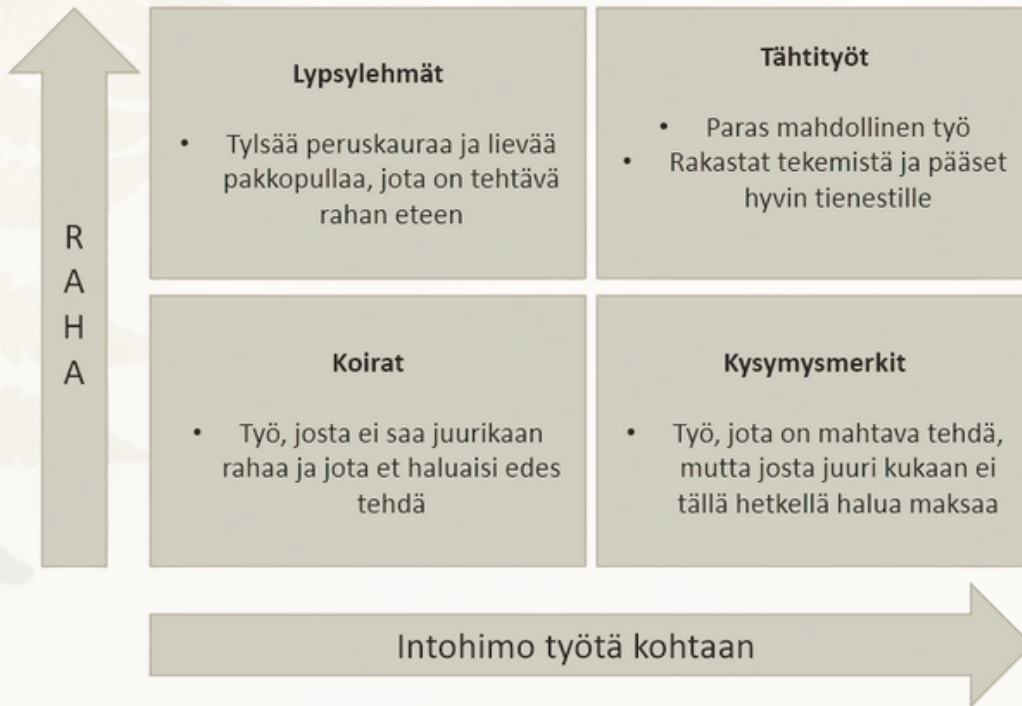 R
A
H
A
Lypsylehmät
• Tylsää peruskauraa ja lievää
pakkopullaa, jota on tehtävä
rahan eteen
Tähtityöt
• Paras mahdollinen työ
• Rakastat tekemistä ja pääset
hyvin tienestille
Koirat
• Työ, josta ei saa juurikaan
rahaa ja jota et haluaisi edes
tehdä
Kysymysmerkit
• Työ, jota on mahtava tehdä,
mutta josta juuri kukaan ei
tällä hetkellä halua maksaa
Intohimo työtä kohtaan